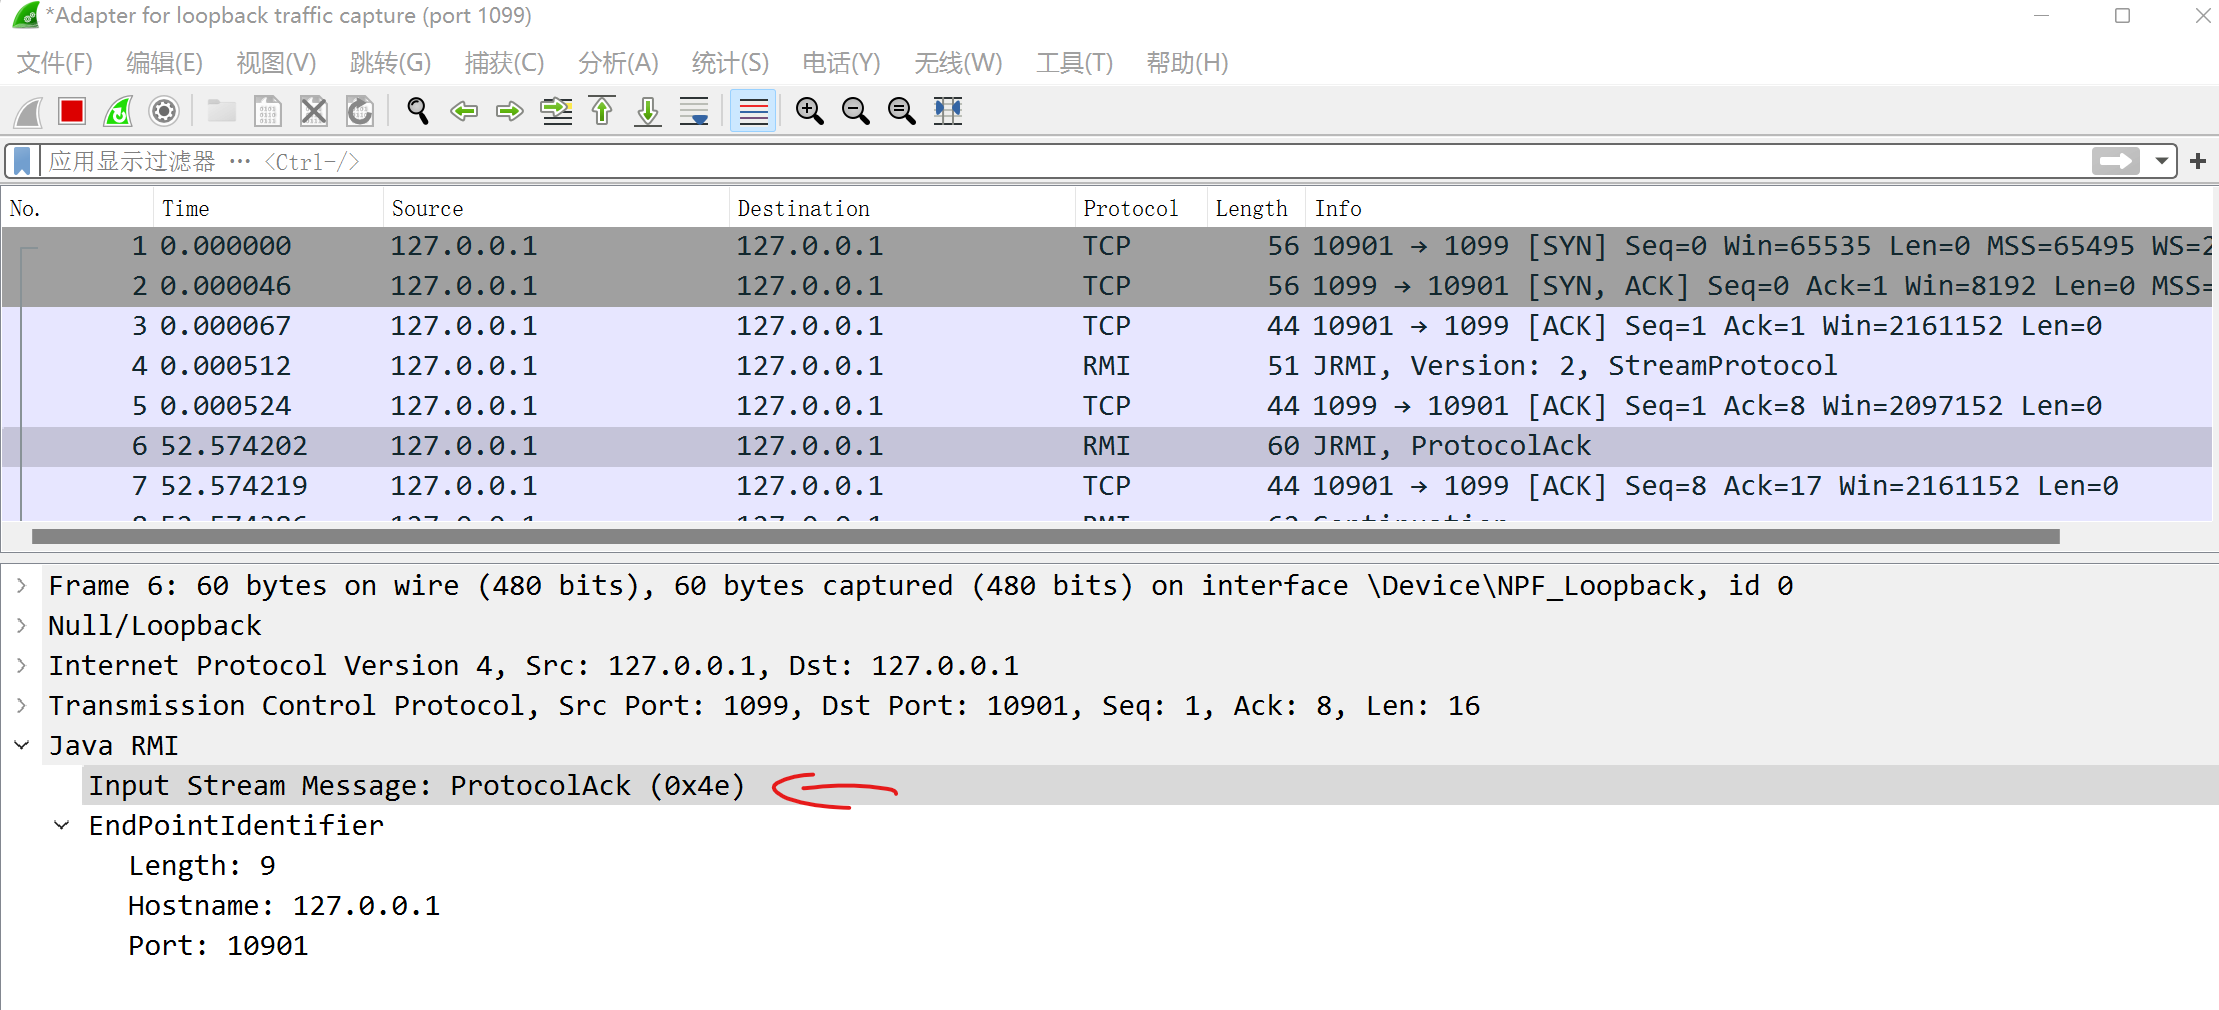 *Adapter for loopback traffic capture (port 1099)
文件(F) 编辑(E) 视图(V) 跳转(G) 捕获(C) 分析(A) 统计(S) 电话(Y) 无线(W) 工具(T) 帮助(H)
应用显示过滤器 … <Ctrl-/>
No. Time Source Destination Protocol Length Info
1 0.000000 127.0.0.1 127.0.0.1 TCP 56 10901 → 1099 [SYN] Seq=0 Win=65535 Len=0 MSS=65495 WS=2
2 0.000046 127.0.0.1 127.0.0.1 TCP 56 1099 → 10901 [SYN, ACK] Seq=0 Ack=1 Win=8192 Len=0 MSS=
3 0.000067 127.0.0.1 127.0.0.1 TCP 44 10901 → 1099 [ACK] Seq=1 Ack=1 Win=2161152 Len=0
4 0.000512 127.0.0.1 127.0.0.1 RMI 51 JRMI, Version: 2, StreamProtocol
5 0.000524 127.0.0.1 127.0.0.1 TCP 44 1099 → 10901 [ACK] Seq=1 Ack=8 Win=2097152 Len=0
6 52.574202 127.0.0.1 127.0.0.1 RMI 60 JRMI, ProtocolAck
7 52.574219 127.0.0.1 127.0.0.1 TCP 44 10901 → 1099 [ACK] Seq=8 Ack=17 Win=2161152 Len=0
Frame 6: 60 bytes on wire (480 bits), 60 bytes captured (480 bits) on interface \Device\NPF_Loopback, id 0
Null/Loopback
Internet Protocol Version 4, Src: 127.0.0.1, Dst: 127.0.0.1
Transmission Control Protocol, Src Port: 1099, Dst Port: 10901, Seq: 1, Ack: 8, Len: 16
Java RMI
Input Stream Message: ProtocolAck (0x4e)
EndPointIdentifier
Length: 9
Hostname: 127.0.0.1
Port: 10901